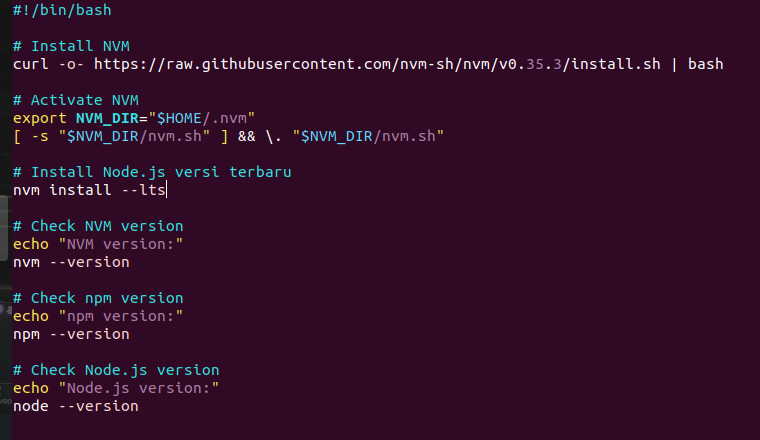 #!/bin/bash
# Install NVM
curl -o- https://raw.githubusercontent.com/nvm-sh/nvm/v0.35.3/install.sh | bash
# Activate NVM
export NVM_DIR="$HOME/.nvm"
[ -s "$NVM_DIR/nvm.sh" ] && \. "$NVM_DIR/nvm.sh"
# Install Node.js versi terbaru
nvm install --lts
# Check NVM version
echo "NVM version:"
nvm --version
# Check npm version
echo "npm version:"
npm --version
# Check Node.js version
echo "Node.js version:"
node --version